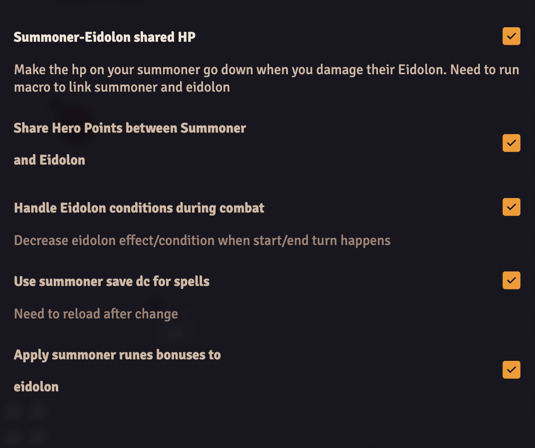 Summoner-Eidolon shared HP
Make the hp on your summoner go down when you damage their Eidolon. Need to run
macro to link summoner and eidolon
Share Hero Points between Summoner
and Eidolon
Handle Eidolon conditions during combat
Decrease eidolon effect/condition when start/end turn happens
Use summoner save dc for spells
Need to reload after change
Apply summoner runes bonuses to
eidolon